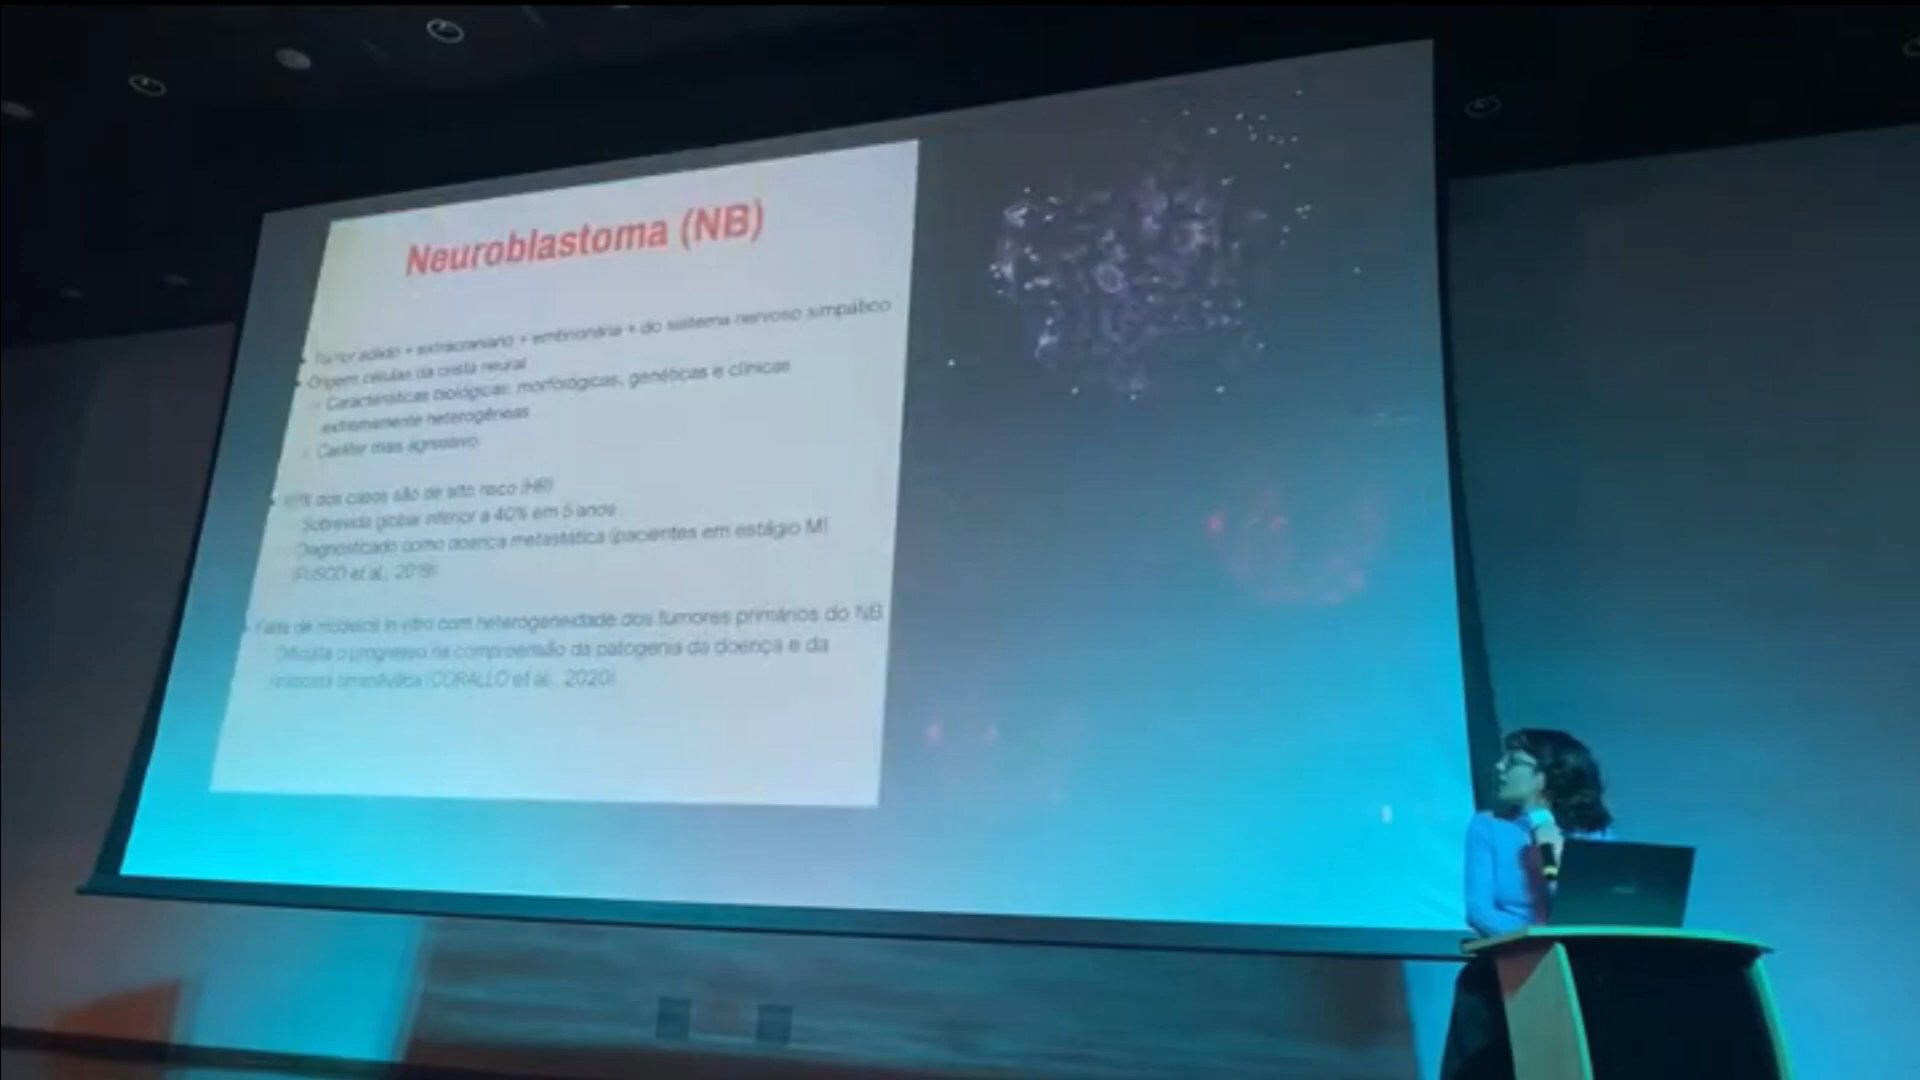 Neuroblastoma (NB)
Tumor sólido + extracraniano + embrionária + do sistema nervoso simpático
Origem células da crista neural
Características biológicas, morfológicas, genéticas e clínicas
extremamente heterogêneas
Caráter mais agressivo
dos casos são de alto risco (HR)
Sobrevida global inferior a 40% em 5 anos
Diagnosticado como doença metastática (pacientes em estágio M)
(FUSCO et al., 2019)
Falta de modelos in vitro com heterogeneidade dos tumores primários do NB
Dificulta o progresso na compreensão da patogenia da doença e da
resposta terapêutica (CORALLO et al., 2020)